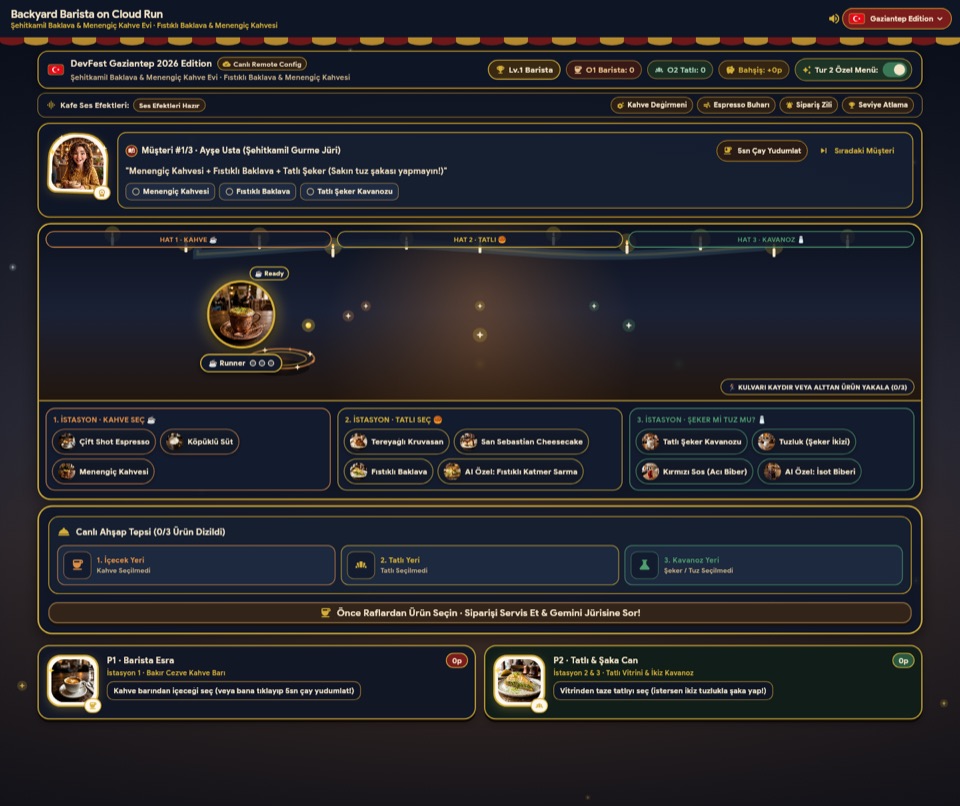 Backyard Barista on Cloud Run
Şehitkamil Baklava & Menengiç Kahve Evi · Fıstıklı Baklava & Menengiç Kahvesi
Gaziantep Edition
DevFest Gaziantep 2026 Edition
Canlı Remote Config
Şehitkamil Baklava & Menengiç Kahve Evi · Fıstıklı Baklava & Menengiç Kahvesi
Lv.1 Barista
O1 Barista: 0
O2 Tatlı: 0
Bahşiş: +0p
Tur 2 Özel Menü:
Kafe Ses Efektleri:
Ses Efektleri Hazır
Kahve Değirmeni
Espresso Buharı
Sipariş Zili
Seviye Atlama
Müşteri #1/3 · Ayşe Usta (Şehitkamil Gurme Jüri)
5sn Çay Yudumlat
Sıradaki Müşteri
"Menengiç Kahvesi + Fıstıklı Baklava + Tatlı Şeker (Sakın tuz şakası yapmayın!)"
Menengiç Kahvesi
Fıstıklı Baklava
Tatlı Şeker Kavanozu
HAT 1 · KAHVE
HAT 2 · TATLI
HAT 3 · KAVANOZ
Ready
Runner
KULVARI KAYDIR VEYA ALTTAN ÜRÜN YAKALA (0/3)
1. İSTASYON · KAHVE SEÇ
Çift Shot Espresso
Köpüklü Süt
Menengiç Kahvesi
2. İSTASYON · TATLI SEÇ
Tereyağlı Kruvasan
San Sebastian Cheesecake
Fıstıklı Baklava
AI Özel: Fıstıklı Katmer Sarma
3. İSTASYON · ŞEKER Mİ TUZ MU?
Tatlı Şeker Kavanozu
Tuzluk (Şeker İkizi)
Kırmızı Sos (Acı Biber)
AI Özel: İsot Biberi
Canlı Ahşap Tepsi (0/3 Ürün Dizildi)
1. İçecek Yeri
Kahve Seçilmedi
2. Tatlı Yeri
Tatlı Seçilmedi
3. Kavanoz Yeri
Şeker / Tuz Seçilmedi
Önce Raflardan Ürün Seçin · Siparişi Servis Et & Gemini Jürisine Sor!
P1 · Barista Esra
0p
İstasyon 1 · Bakır Cezve Kahve Barı
Kahve barından içeceği seç (veya bana tıklayıp 5sn çay yudumlat!)
P2 · Tatlı & Şaka Can
0p
İstasyon 2 & 3 · Tatlı Vitrini & İkiz Kavanoz
Vitrinden taze tatlıyı seç (istersen ikiz tuzlukla şaka yap!)